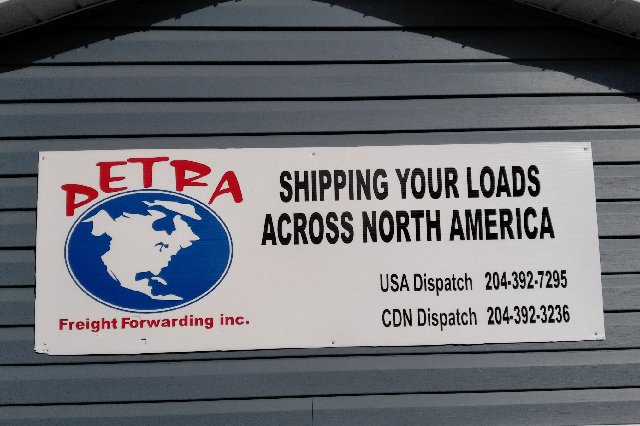 PETRA
Freight Forwarding inc.
SHIPPING YOUR LOADS
ACROSS NORTH AMERICA
USA Dispatch 204-392-7295
CDN Dispatch 204-392-3236